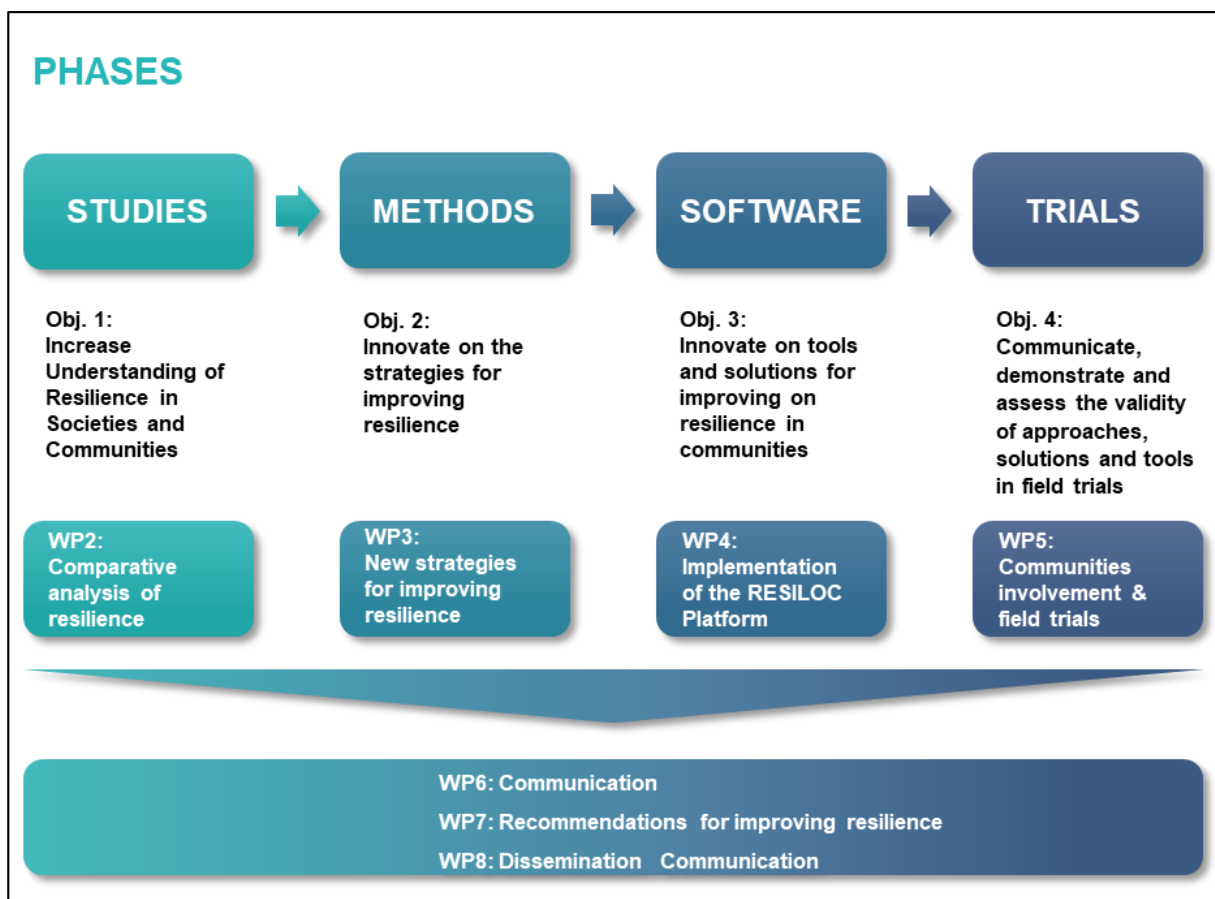 PHASES
STUDIES
METHODS
SOFTWARE
TRIALS
Obj. 1:
Increase
Understanding of
Resilience in
Societies and
Communities
Obj. 2:
Innovate on the
strategies for
improving
resilience
Obj. 3:
Innovate on tools
and solutions for
improving on
resilience in
communities
Obj. 4:
Communicate,
demonstrate and
assess the validity
of approaches,
solutions and tools
in field trials
WP2:
Comparative
analysis of
resilience
WP3:
New strategies
for improving
resilience
WP4:
Implementation
of the RESILOC
Platform
WP5:
Communities
involvement &
field trials
WP6: Communication
WP7: Recommendations for improving resilience
WP8: Dissemination Communication